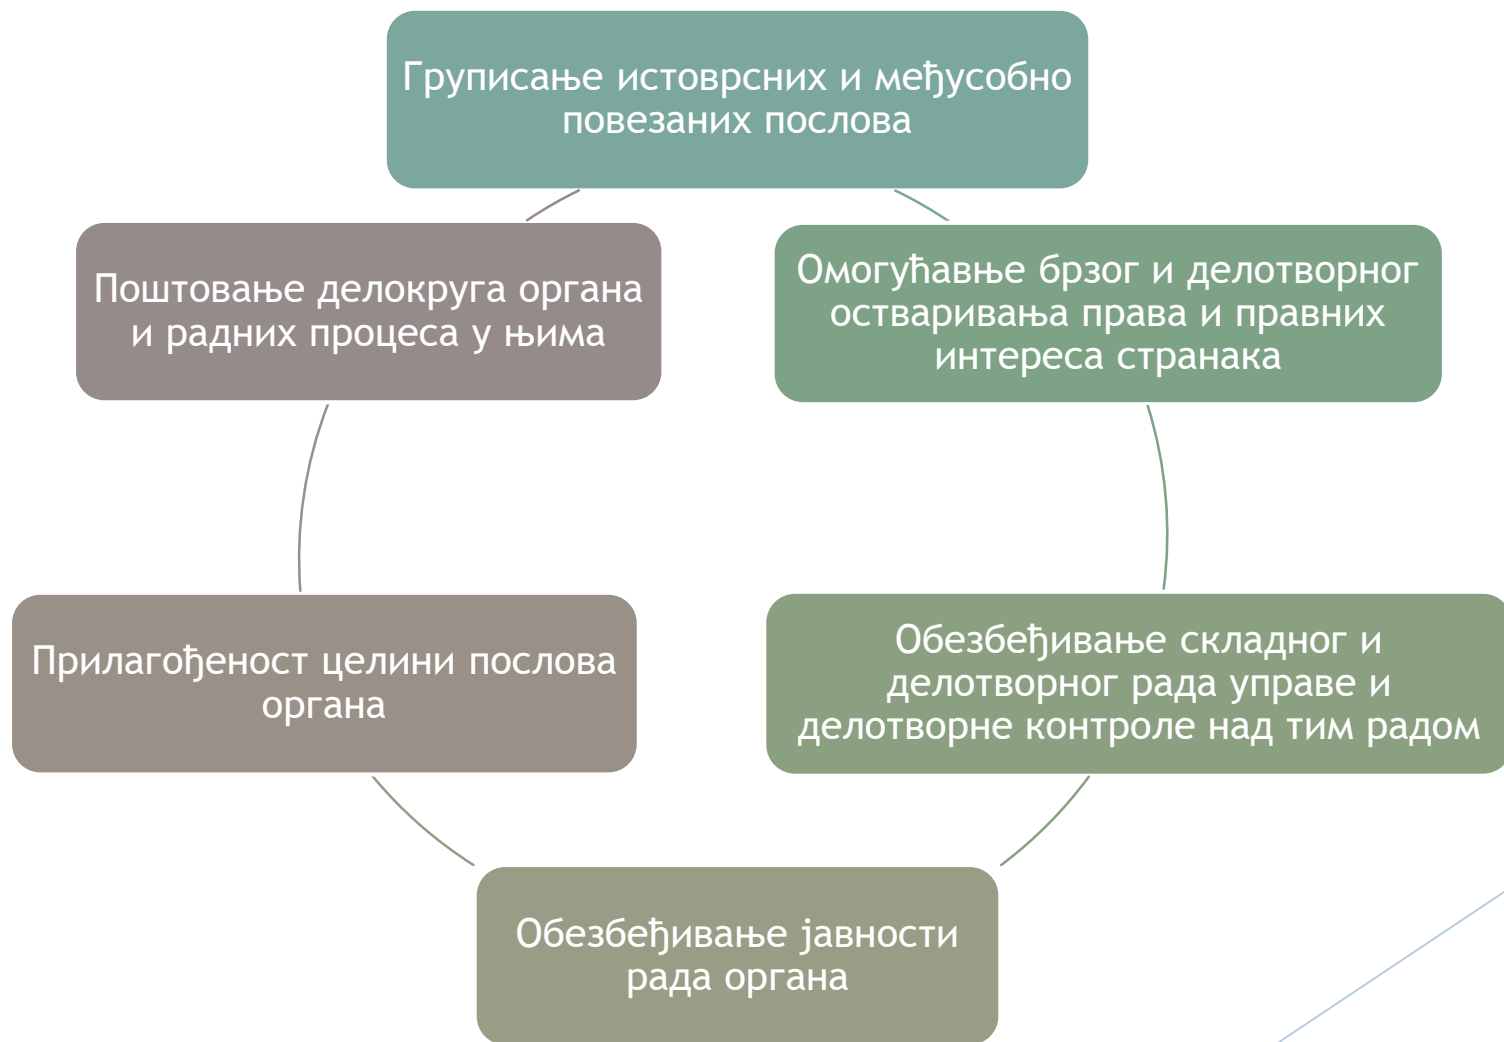 Груписање истоврсних и међусобно
повезаних послова
Омогућавње брзог и делотворног
остваривања права и правних
интереса странака
Обезбеђивање складног и
делотворног рада управе и
делотворне контроле над тим радом
Обезбеђивање јавности
рада органа
Прилагођеност целини послова
органа
Поштовање делокруга органа
и радних процеса у њима